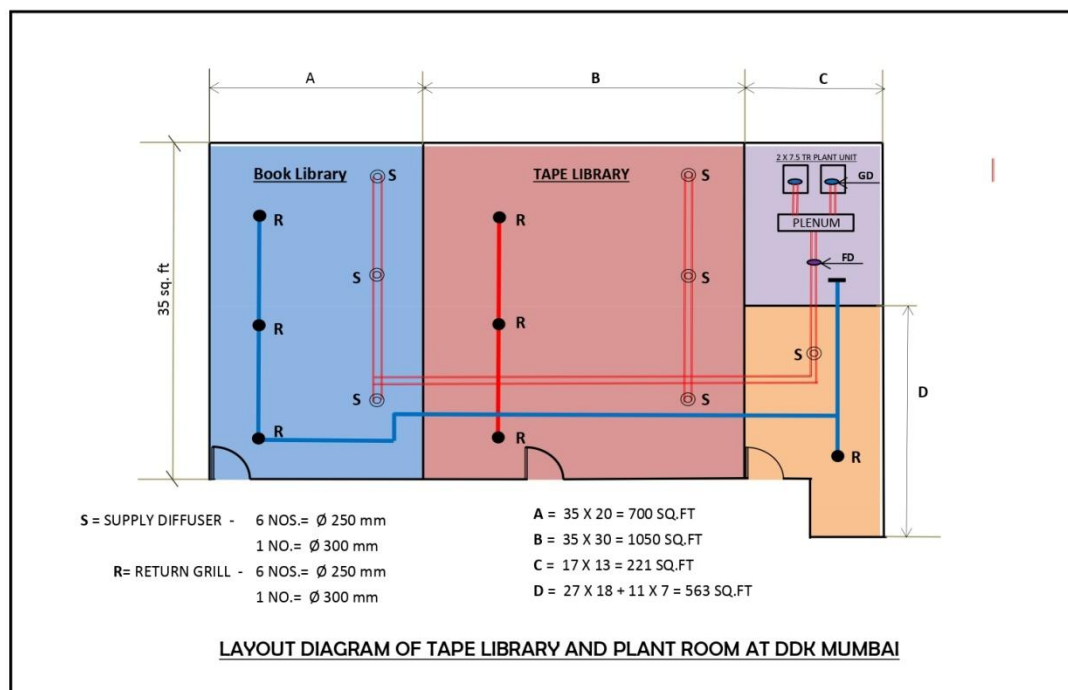 A
B
C
Book Library
TAPE LIBRARY
2 X 7.5 TR PLANT UNIT
S
S
GD
R
R
PLENUM
FD
35 sq. ft
S
S
R
R
S
D
S
S
R
R
R
S = SUPPLY DIFFUSER - 6 NOS.= Ø 250 mm
1 NO.= Ø 300 mm
R= RETURN GRILL - 6 NOS.= Ø 250 mm
1 NO.= Ø 300 mm
A = 35 X 20 = 700 SQ.FT
B = 35 X 30 = 1050 SQ.FT
C = 17 X 13 = 221 SQ.FT
D = 27 X 18 + 11 X 7 = 563 SQ.FT
LAYOUT DIAGRAM OF TAPE LIBRARY AND PLANT ROOM AT DDK MUMBAI